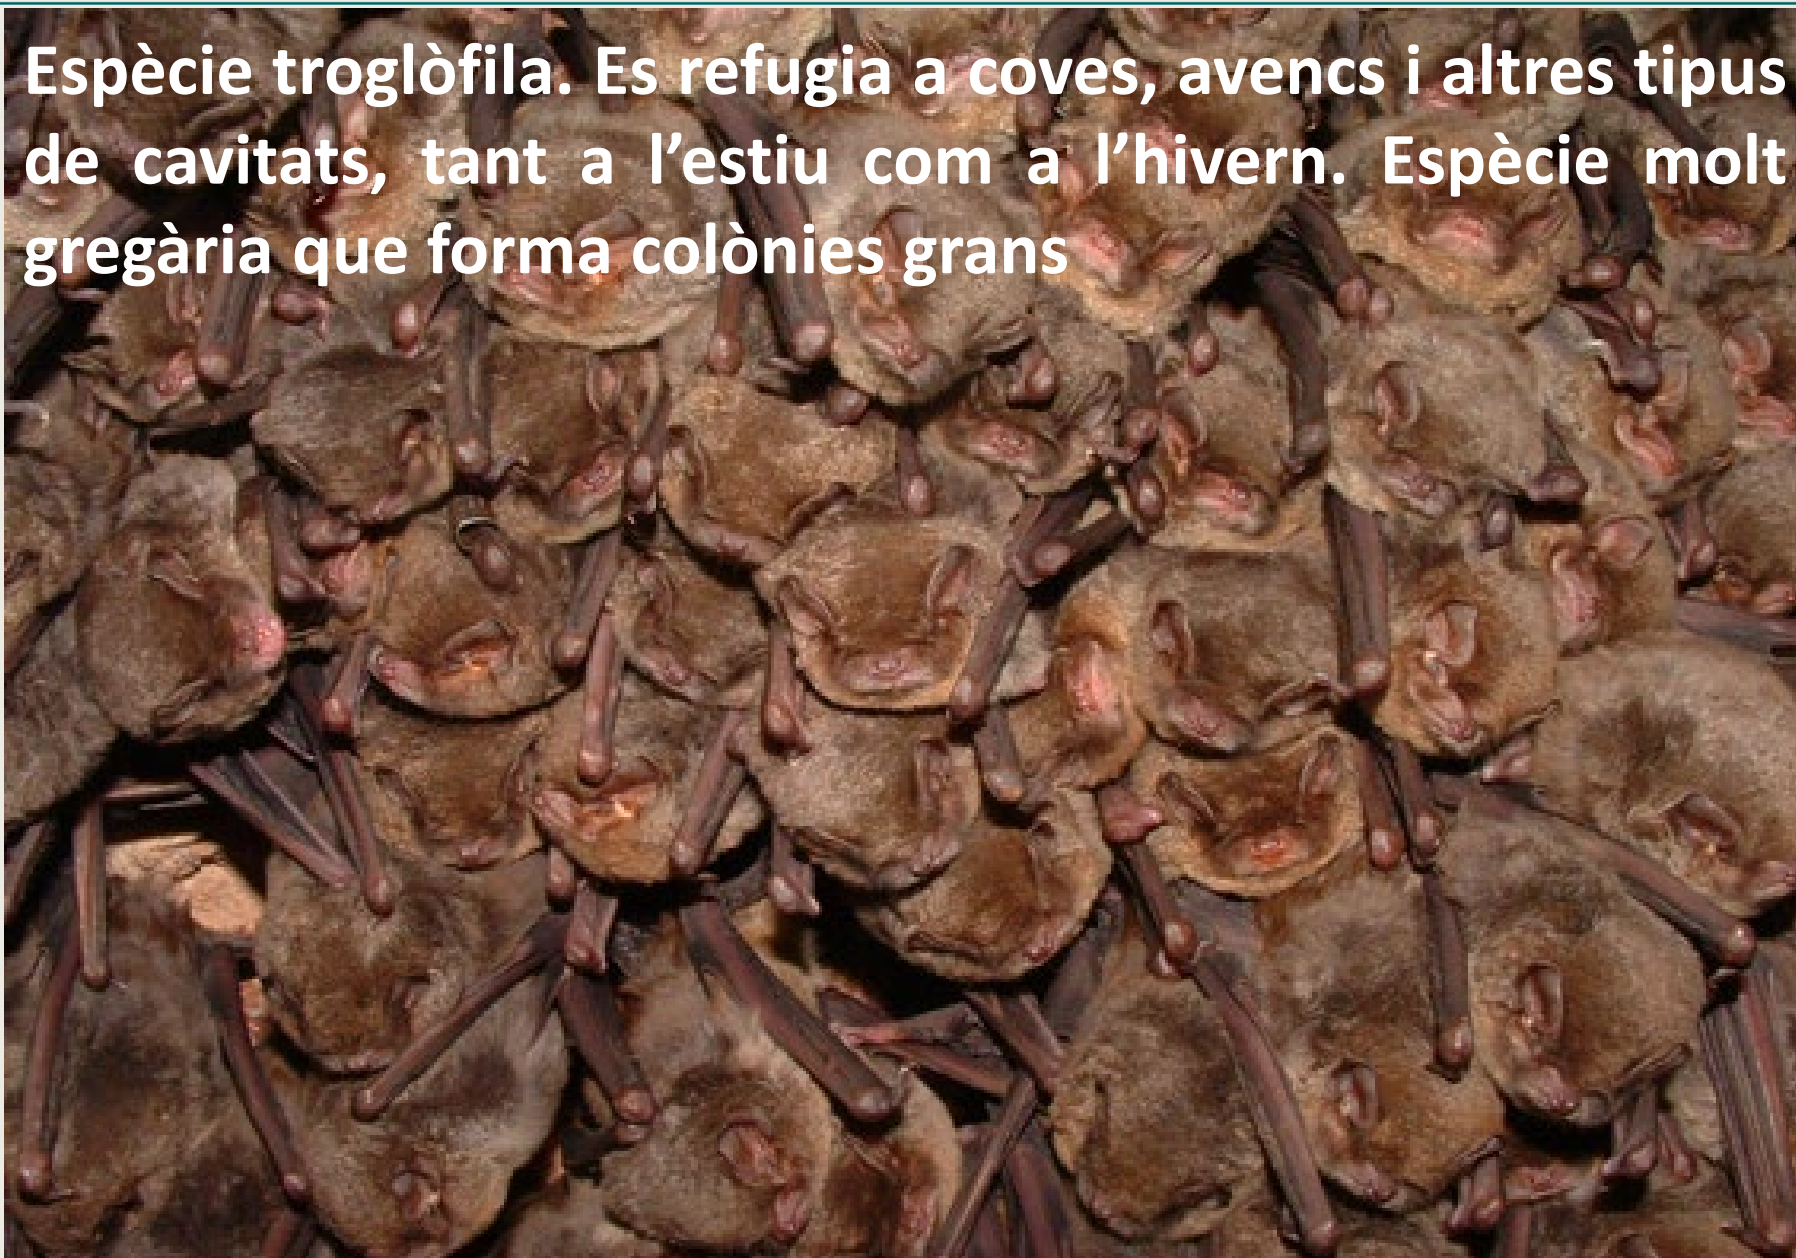 Espècie troglòfila. Es refugia a coves, avencs i altres tipus
de cavitats, tant a l’estiu com a l’hivern. Espècie molt
gregària que forma colònies grans